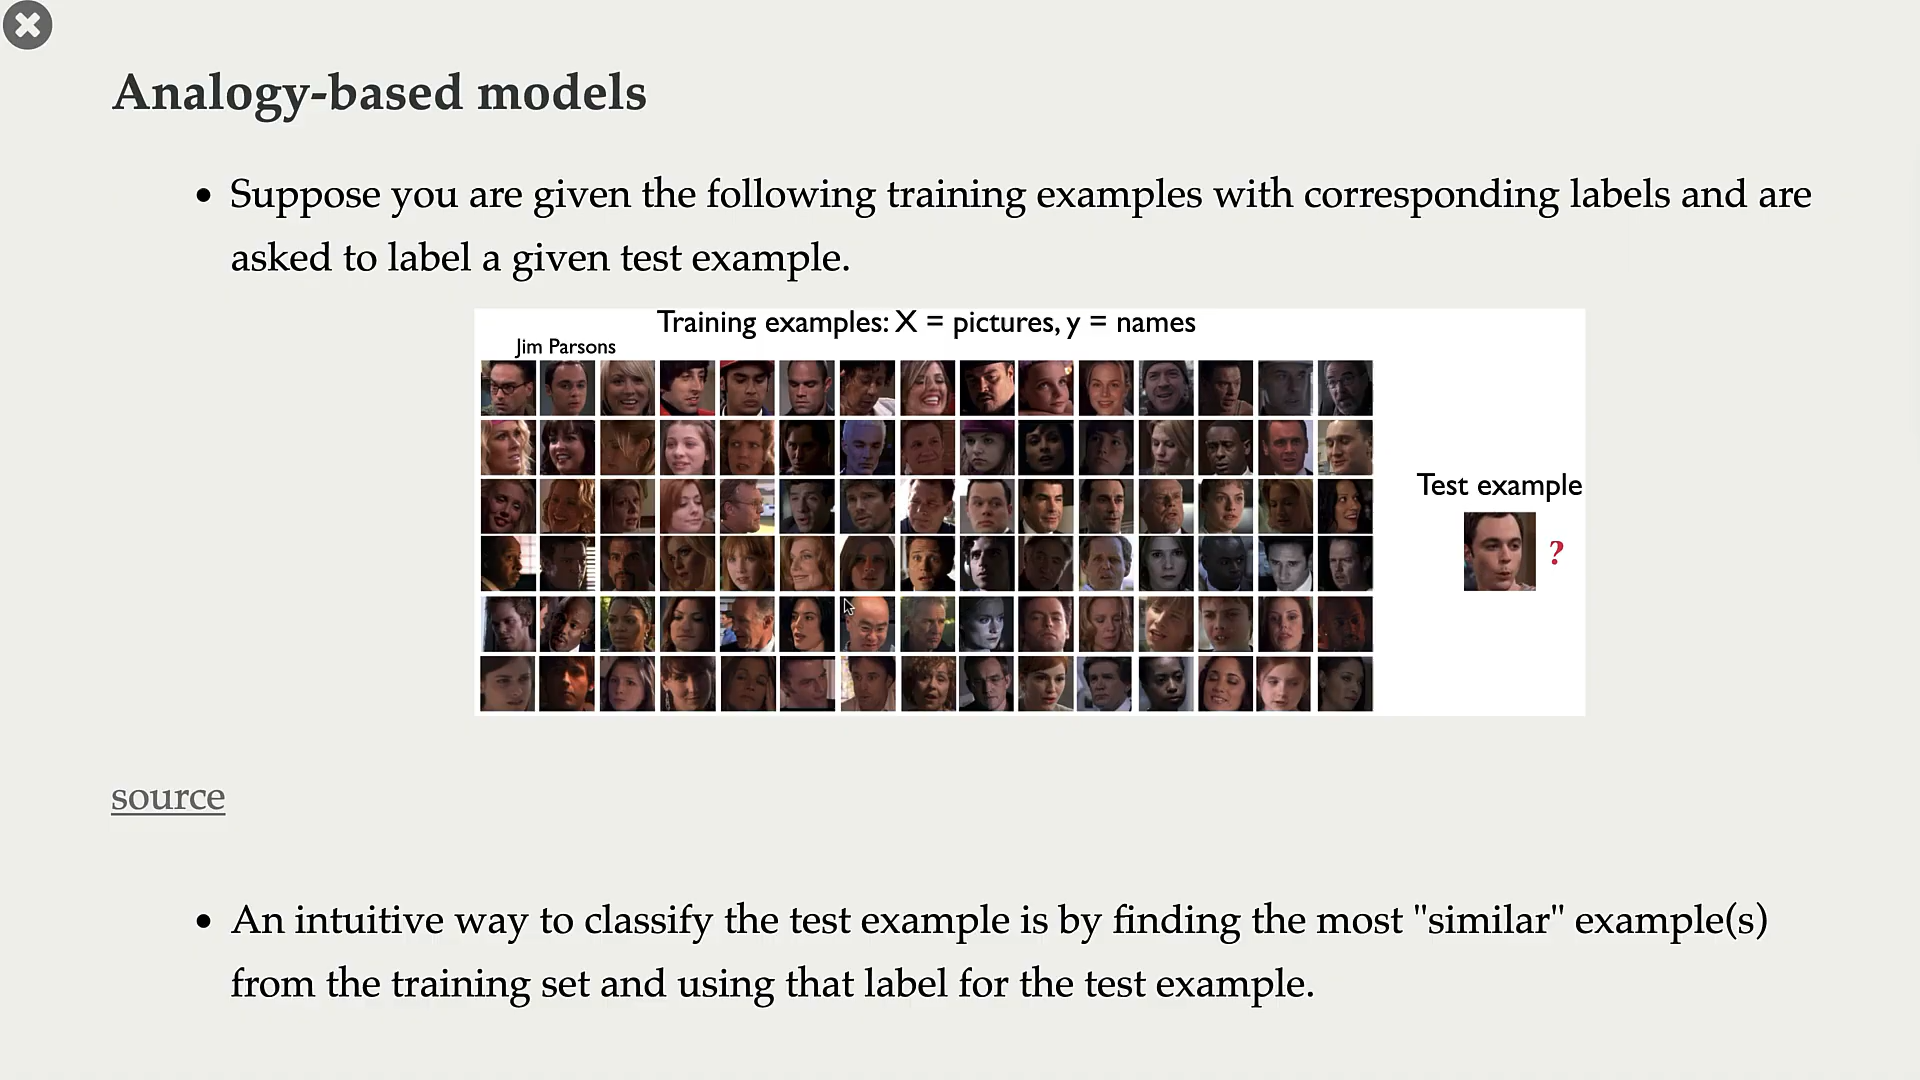 Analogy-based models
• Suppose you are given the following training examples with corresponding labels and are
asked to label a given test example.
Training examples: X = pictures, y = names
Jim Parsons
Test example
?
source
• An intuitive way to classify the test example is by finding the most "similar" example(s)
from the training set and using that label for the test example.